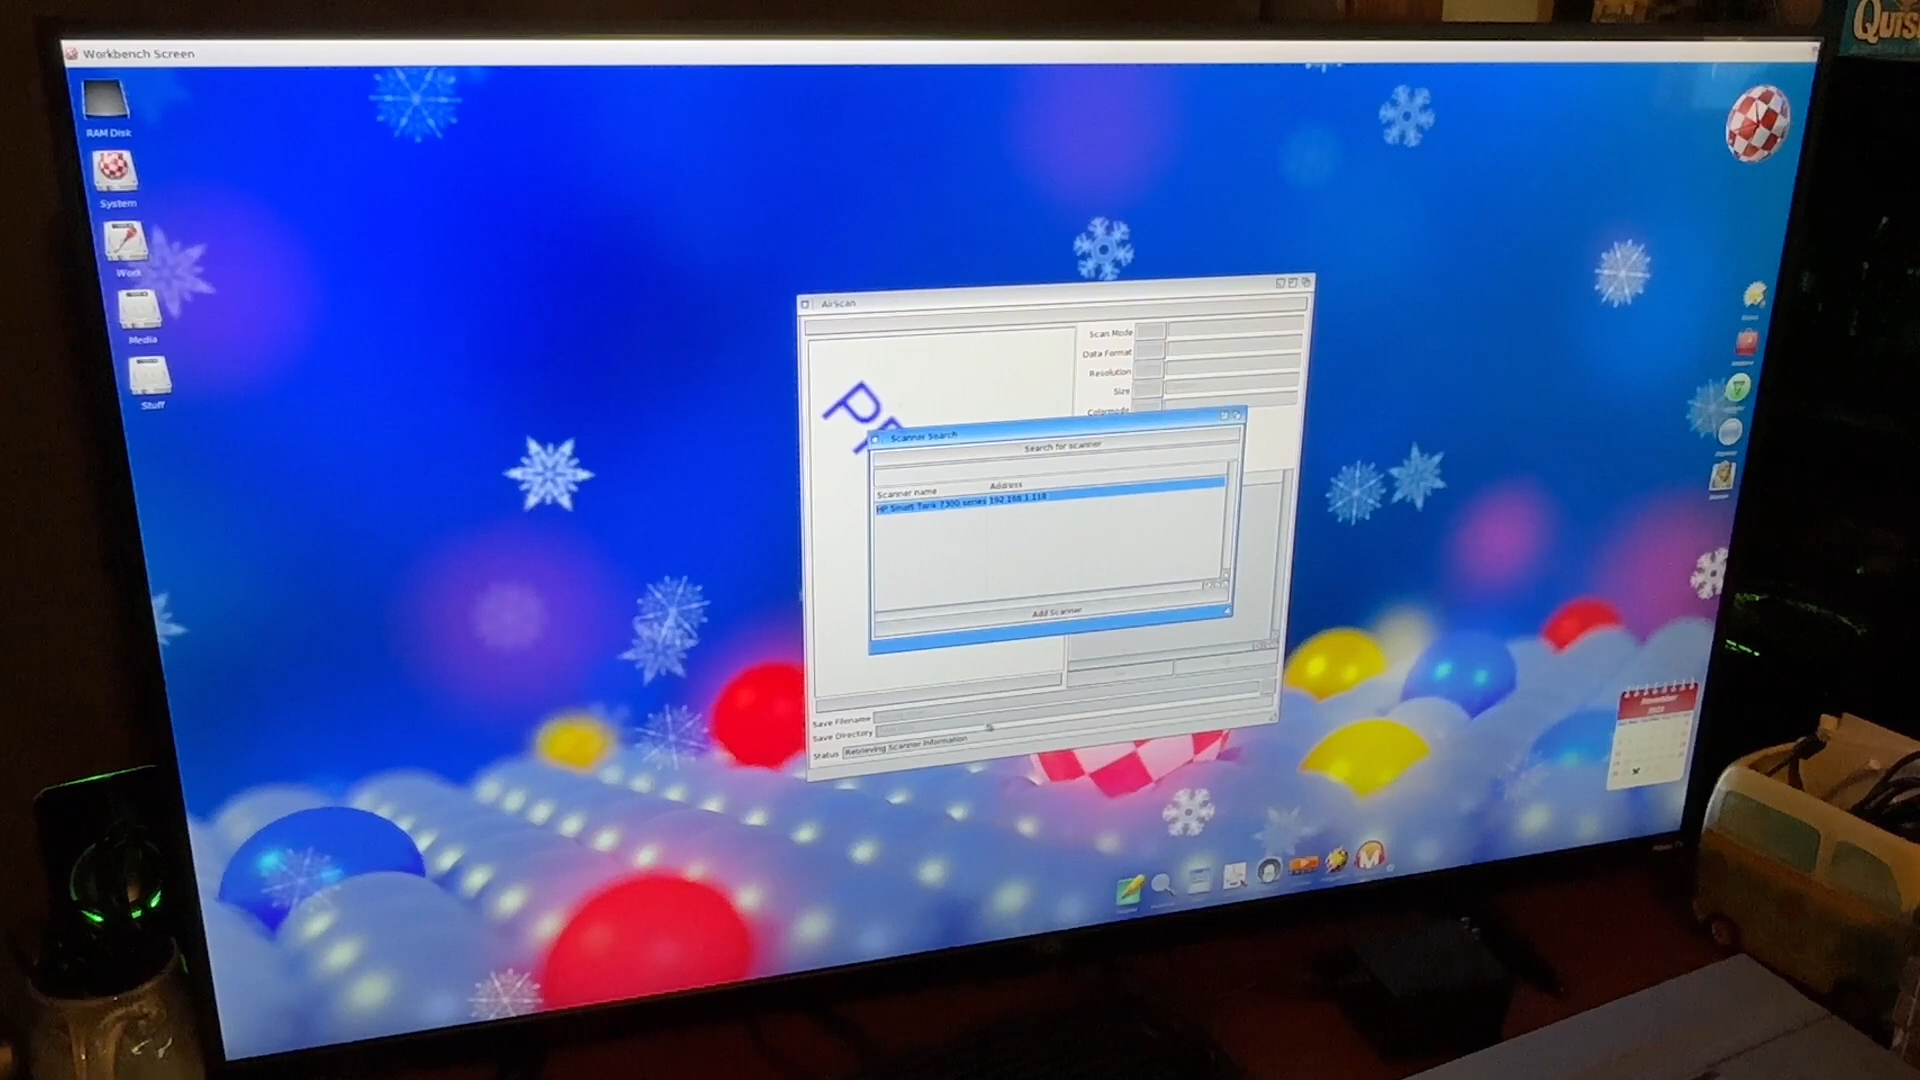 Workbench Screen
RAM Disk
System
Work
Media
Stuff
AirScan
Scan Mode
Data Format
Resolution
Size
Colormode
Pr
Scanner Search
Search for scanner
Scanner name Address
HP Smart Tank 7300 series 192.168.1.118
Add Scanner
Save Filename
Save Directory
Status Retrieving Scanner Information
M